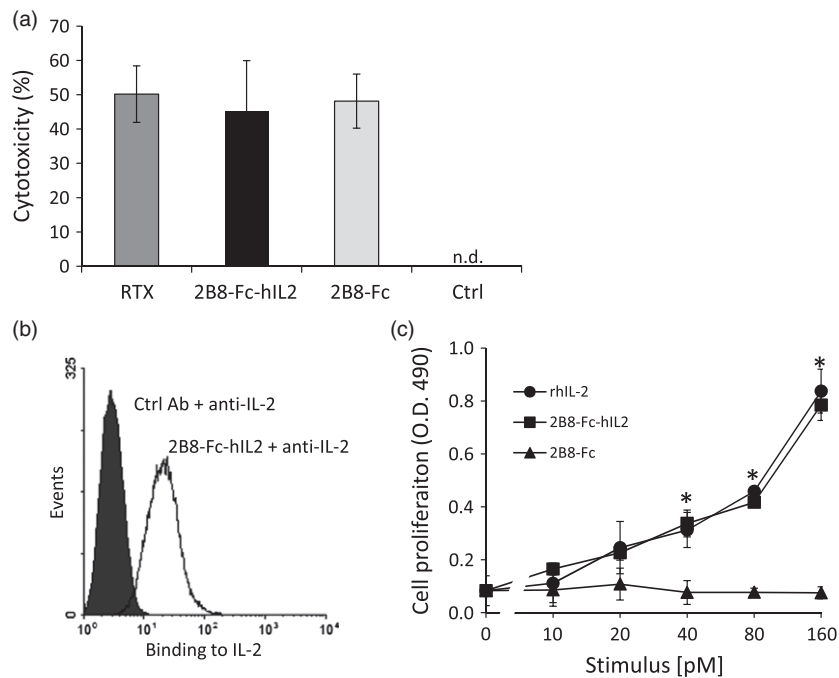 (a)
Cytotoxicity (%)
70
60
50
40
30
20
10
0
n.d.
RTX 2B8-Fc-hIL2 2B8-Fc Ctrl
(b)
325
Events
0
Ctrl Ab + anti-IL-2
2B8-Fc-hIL2 + anti-IL-2
10⁰ 10¹ 10² 10³ 10⁴
Binding to IL-2
(c)
Cell proliferaiton (O.D. 490)
1.0
0.8
0.6
0.4
0.2
0.0
rhIL-2
2B8-Fc-hIL2
2B8-Fc
*
*
*
0 10 20 40 80 160
Stimulus [pM]